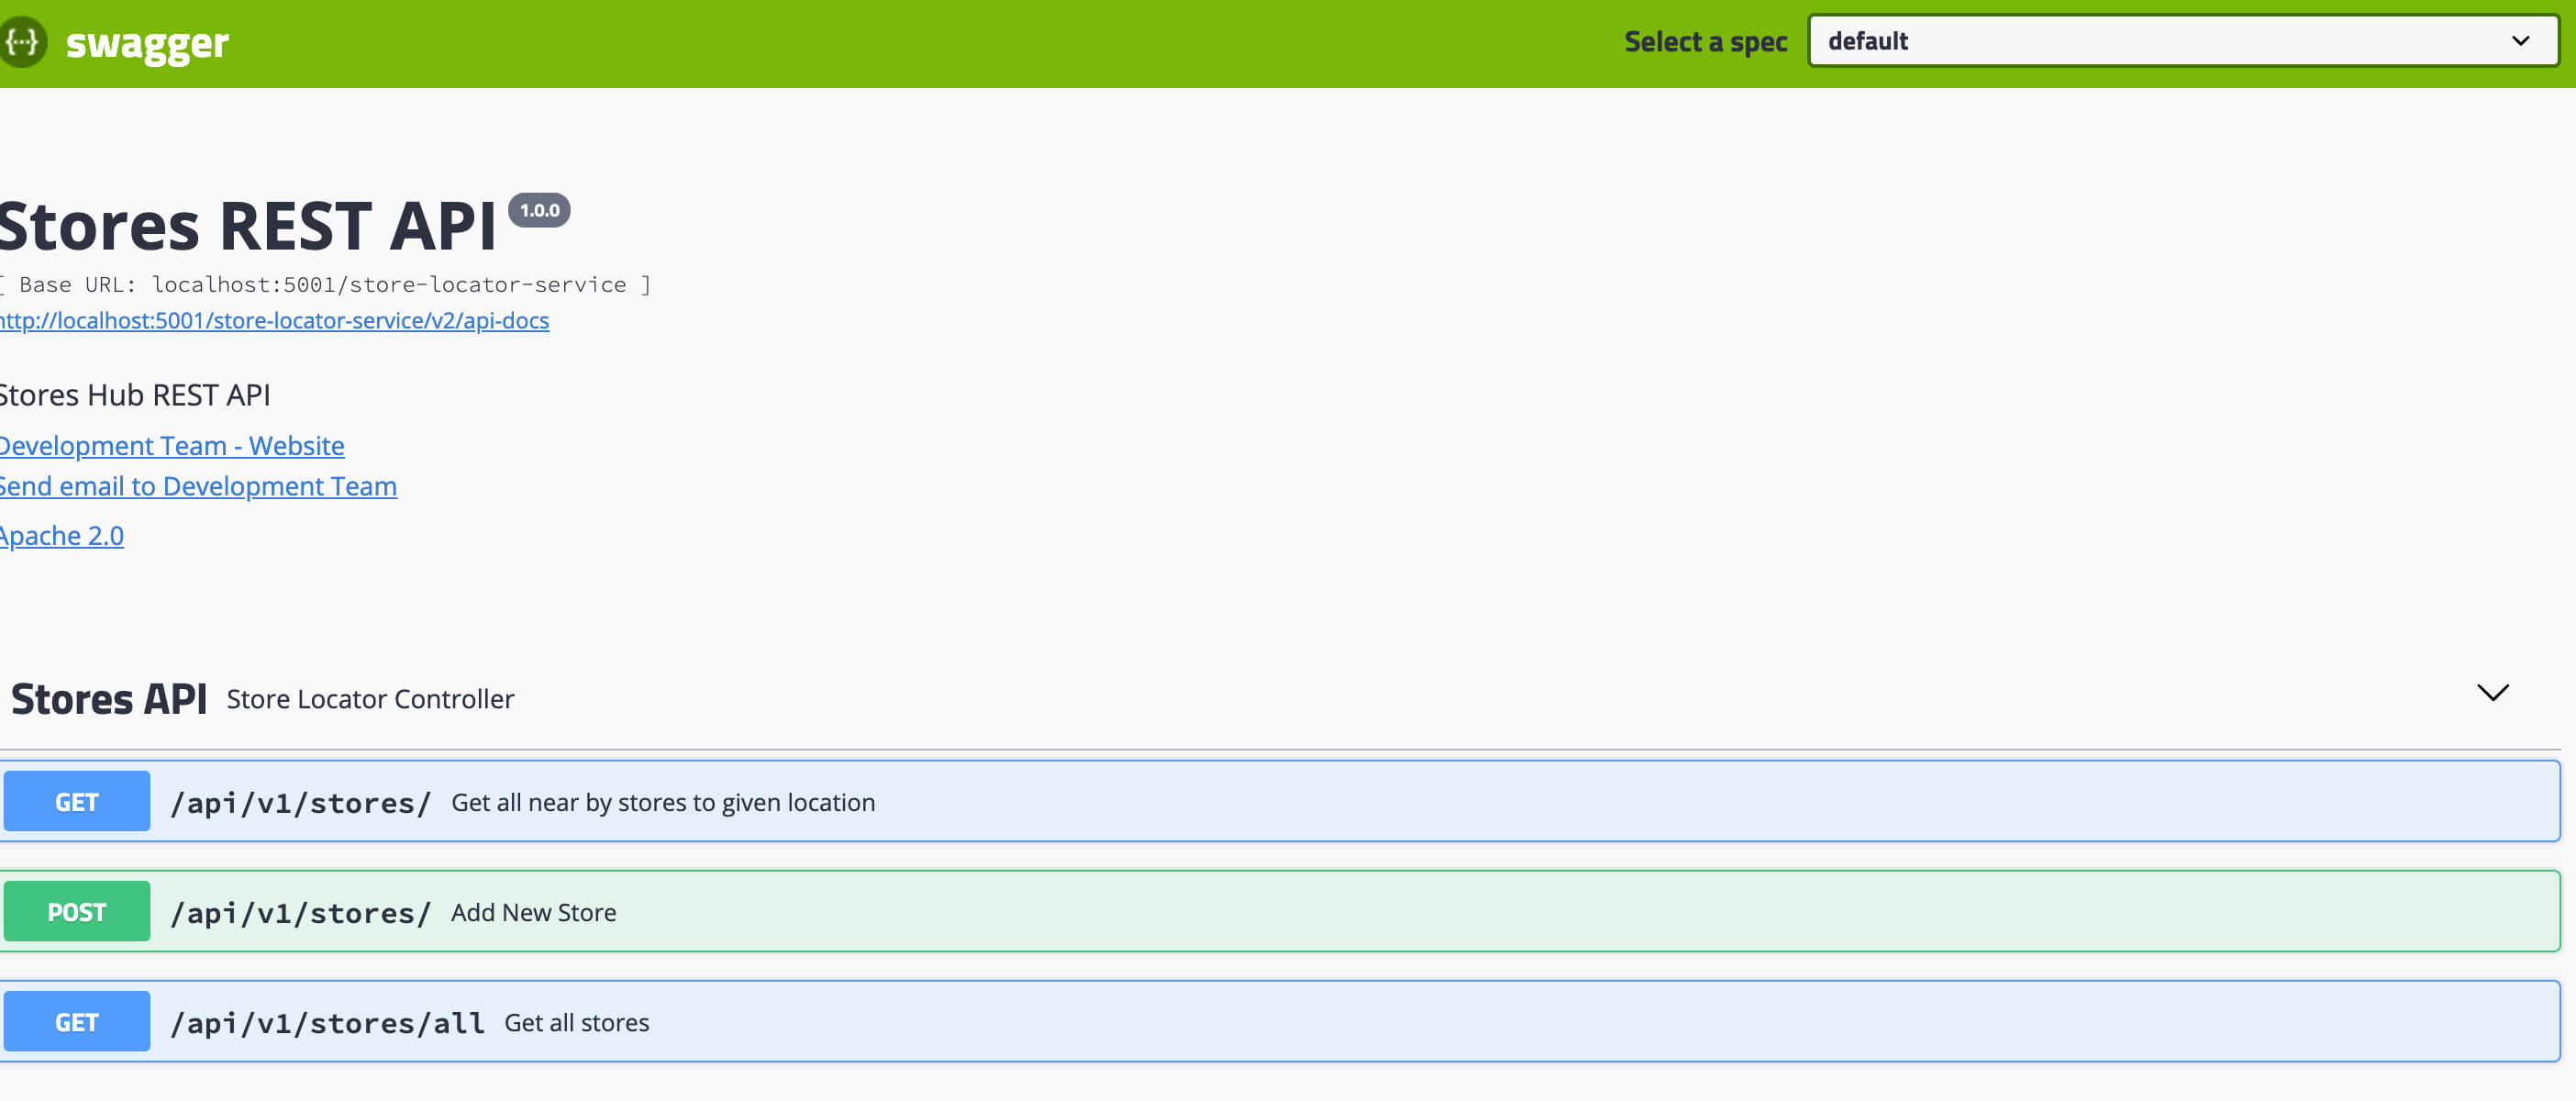 {...} swagger
Select a spec default
Stores REST API 1.0.0
[ Base URL: localhost:5001/store-locator-service ]
http://localhost:5001/store-locator-service/v2/api-docs
Stores Hub REST API
Development Team - Website
Send email to Development Team
Apache 2.0
Stores API Store Locator Controller
GET /api/v1/stores/ Get all near by stores to given location
POST /api/v1/stores/ Add New Store
GET /api/v1/stores/all Get all stores